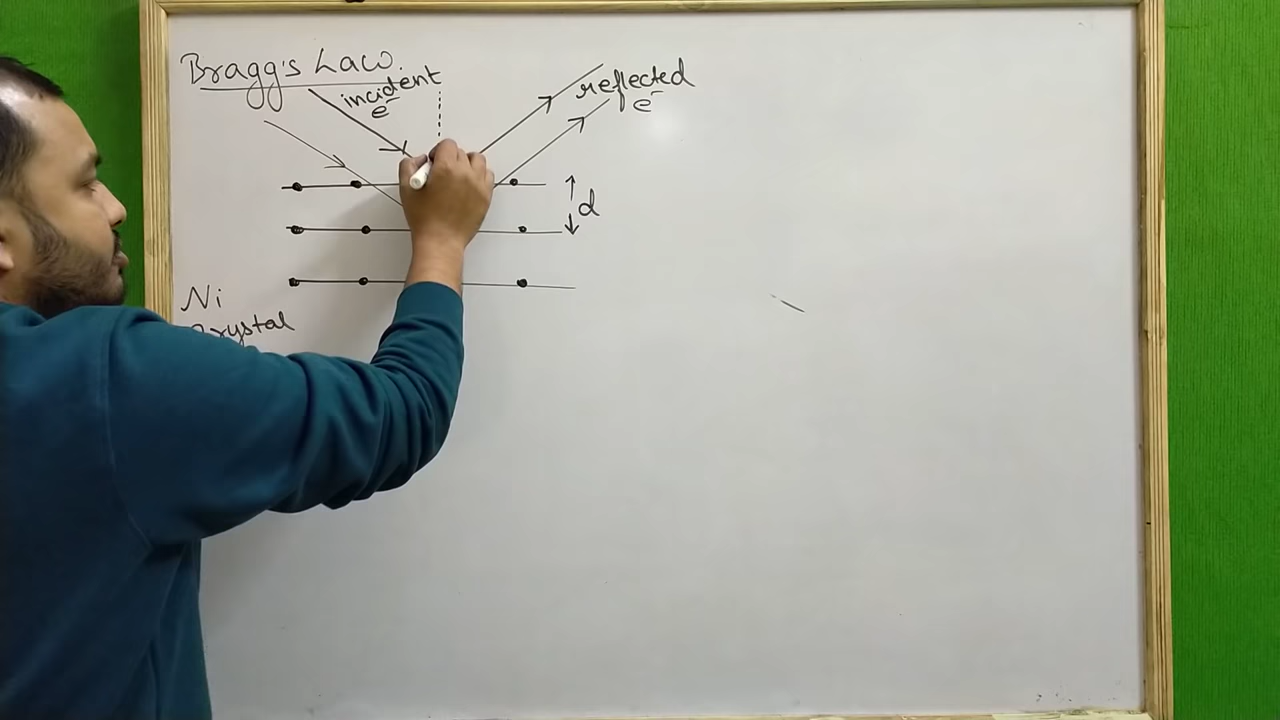 Bragg's Law.
incident
e⁻
reflected
e⁻
d
Ni
Crystal